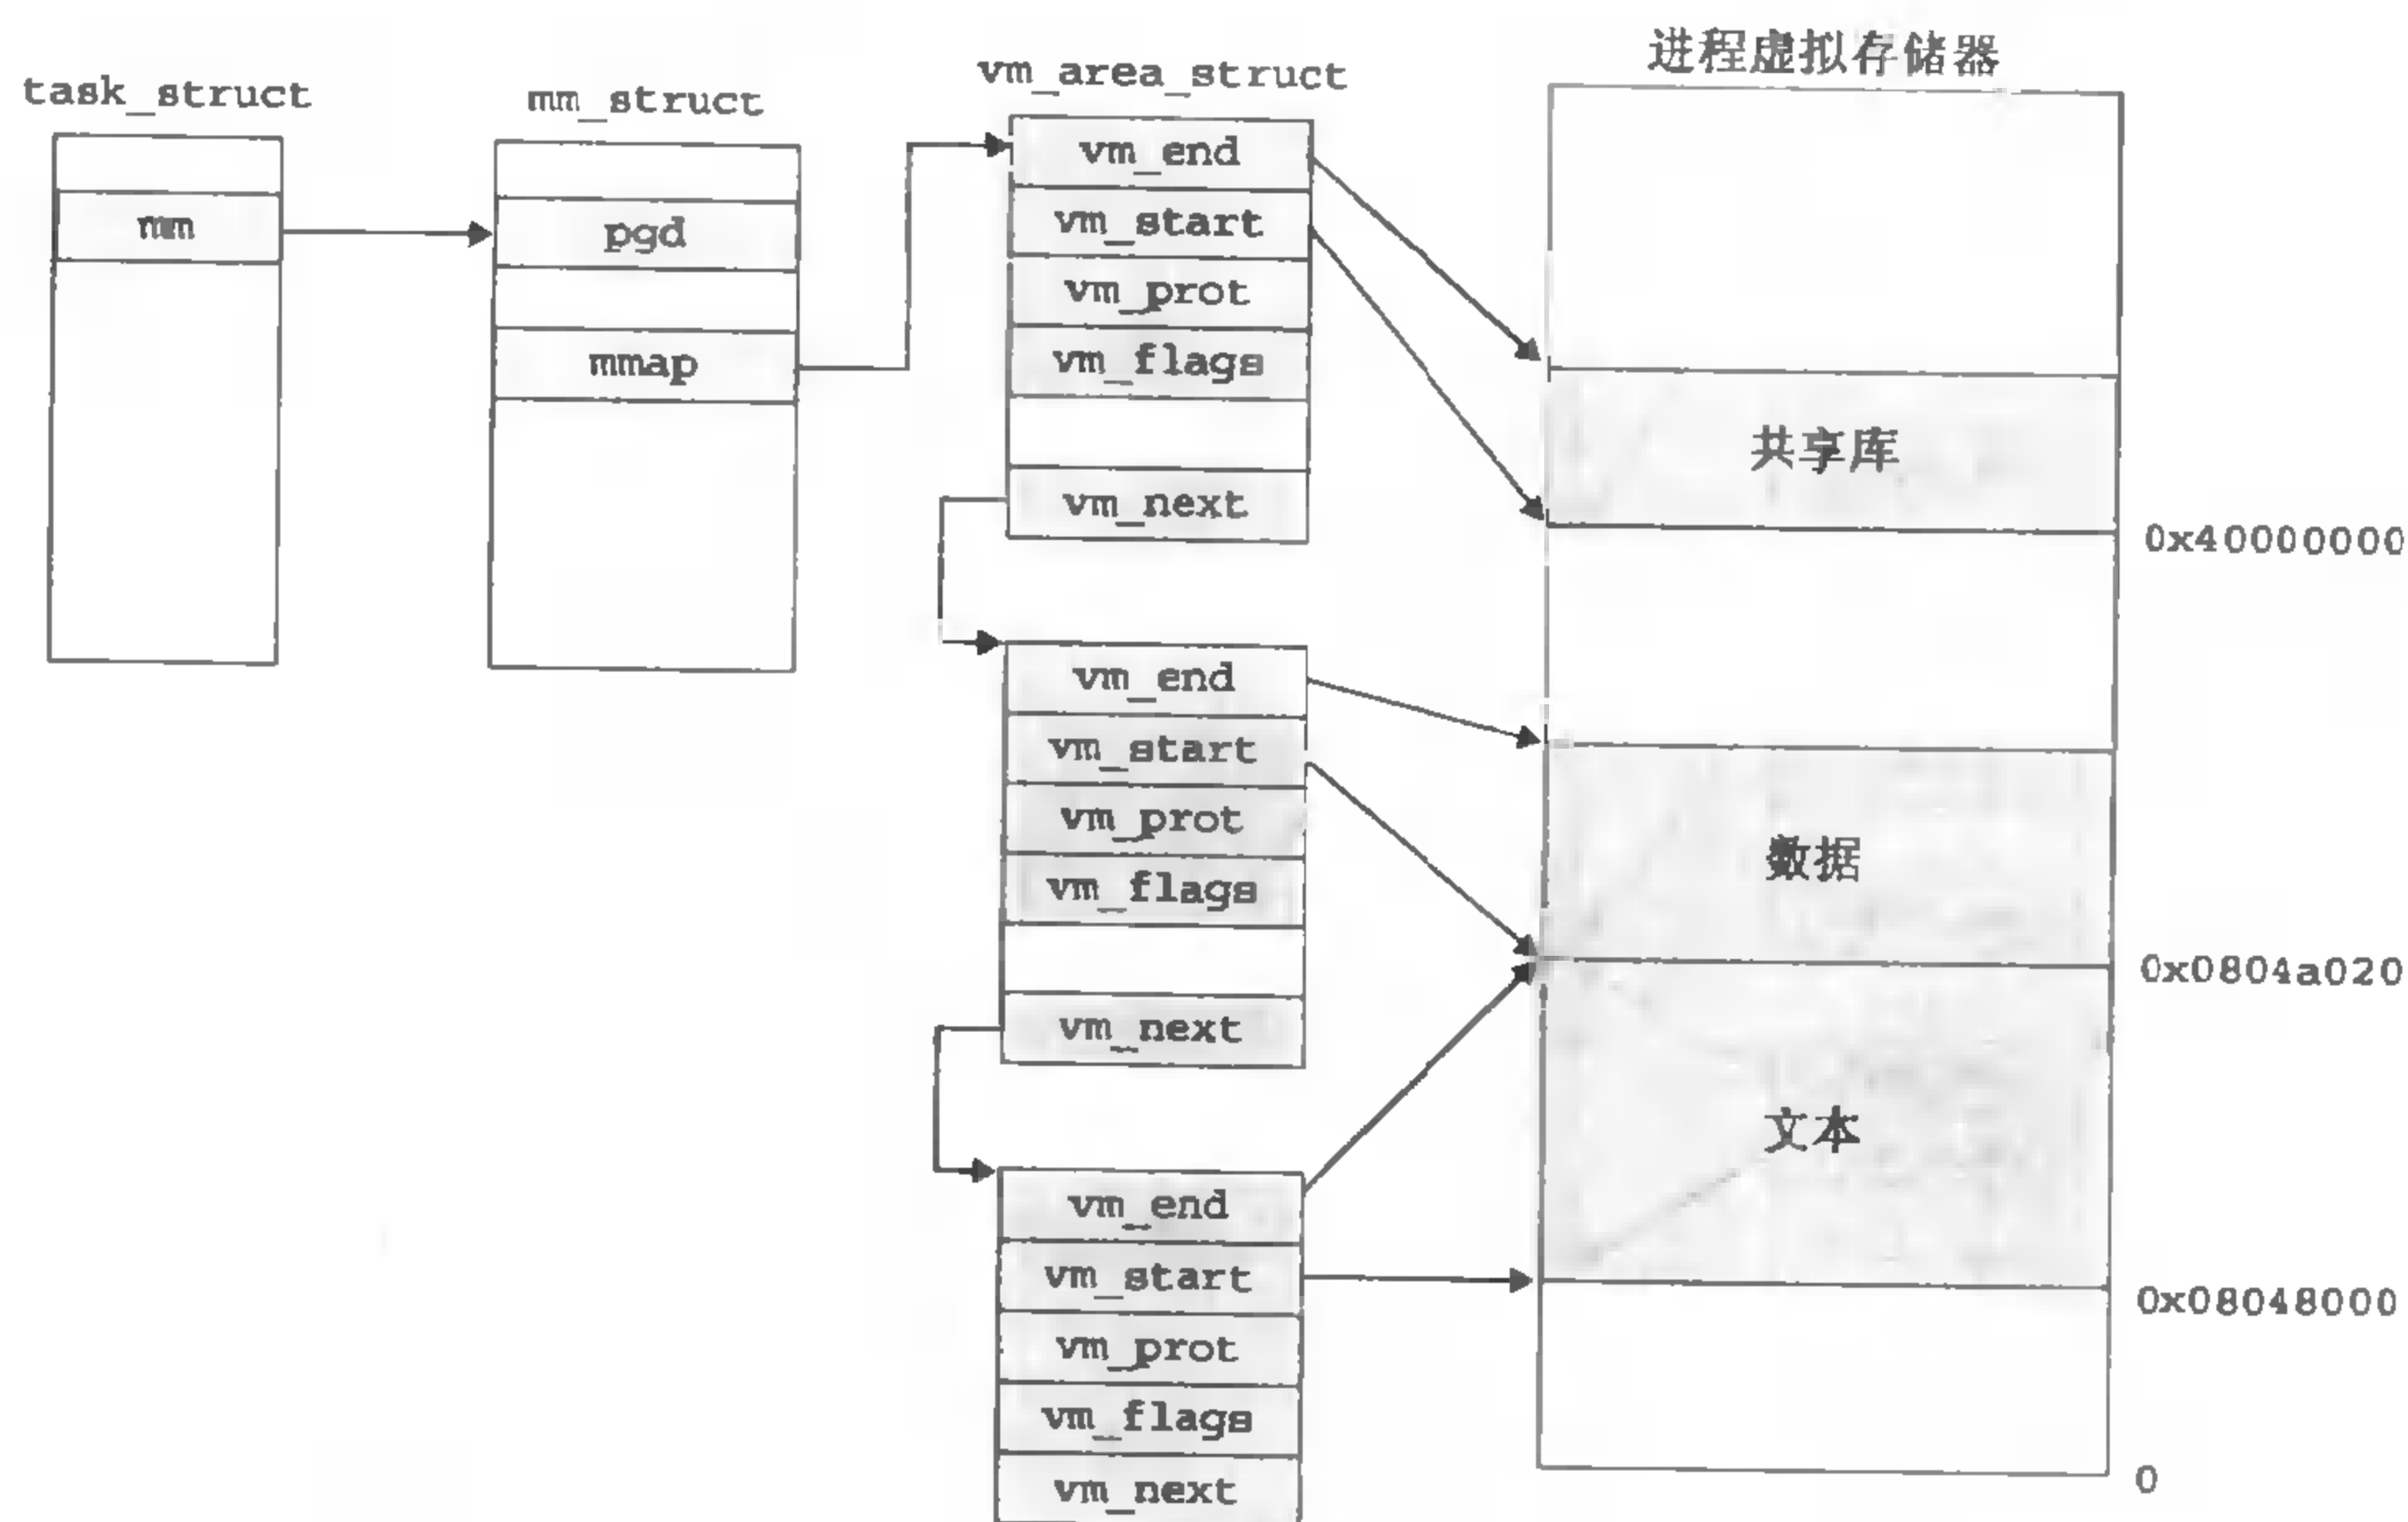 task_struct
mm
mm_struct
pgd
mmap
vm_area_struct
vm_end
vm_start
vm_prot
vm_flags
vm_next
vm_end
vm_start
vm_prot
vm_flags
vm_next
vm_end
vm_start
vm_prot
vm_flags
vm_next
进程虚拟存储器
共享库
0x40000000
数据
0x0804a020
文本
0x08048000
0